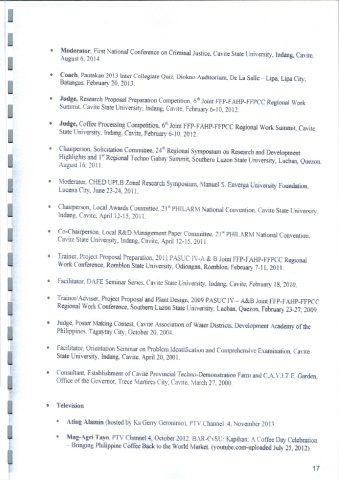 • Moderator, First National Conference on Criminal Justice, Cavite State University, Indang, Cavite,
August 6, 2014.
• Coach, Pautakan 2013 Inter Collegiate Quiz, Diokno Auditorium, De La Salle – Lipa, Lipa City,
Batangas, February 20, 2013.
• Judge, Research Proposal Preparation Competition, 6th Joint FFP-FAHP-FFPCC Regional Work
Summit, Cavite State University, Indang, Cavite, February 6-10, 2012.
• Judge, Coffee Processing Competition, 6th Joint FFP-AHFP-FFPCC Regional Work Summit, Cavite
State University, Indang, Cavite, February 6-10, 2012.
• Chairperson, Solicitation Committee, 24th Regional Symposium on Research and Development
Highlights and 1st Regional Techno Gabay Summit, Southern Luzon State University, Lucban, Quezon.
August 16, 2011.
• Moderator, CHED UPLB Zonal Research Symposium, Manuel S. Enverga University Foundation,
Lucena City, June 23-24, 2011.
• Chairperson, Local Awards Committee, 21st PHILARM National Convention, Cavite State University,
Indang, Cavite, April 12-15, 2011.
• Co-Chairperson, Local R&D Management Paper Committee, 21st PHILARM National Convention,
Cavite State University, Indang, Cavite, April 12-15, 2011.
• Trainer, Project Proposal Preparation, 2011 PASUC IV-A & B Joint FFP-FAHP-FFPCC Regional
Work Conference, Romblon State University, Odiongan, Romblon, February 7-11, 2011.
• Facilitator, DAFE Seminar Series, Cavite State University, Indang, Cavite, February 18, 2010.
• Trainor/Adviser, Project Proposal and Plant Design, 2009 PASUC IV – A&B Joint FFP-FAHP-FFPCC
Regional Work Conference, Southern Luzon State University, Lucban, Quezon, February 23-27, 2009.
• Judge, Poster Making Contest, Cavite Association of Water Districts, Development Academy of the
Philippines, Tagaytay City, October 20, 2004.
• Facilitator, Orientation Seminar on Problem Identification and Comprehensive Examination, Cavite
State University, Indang, Cavite, April 20, 2001.
• Consultant, Establishment of Cavite Provincial Techno-Demonstration Farm and C.A.V.I.T.E. Garden,
Office of the Governor, Trece Martires City, Cavite, March 27, 2000.
• Television
• Ating Alamin (hosted by Ka Gerry Geronimo), PTV Channel 4, November 2013.
• Mag-Agri Tayo, PTV Channel 4, October 2012. BAR-CvSU: Kapihan: A Coffee Day Celebration
– Bringing Philippine Coffee Back to the World Market. (youtube.com-uploaded July 25, 2012)
17